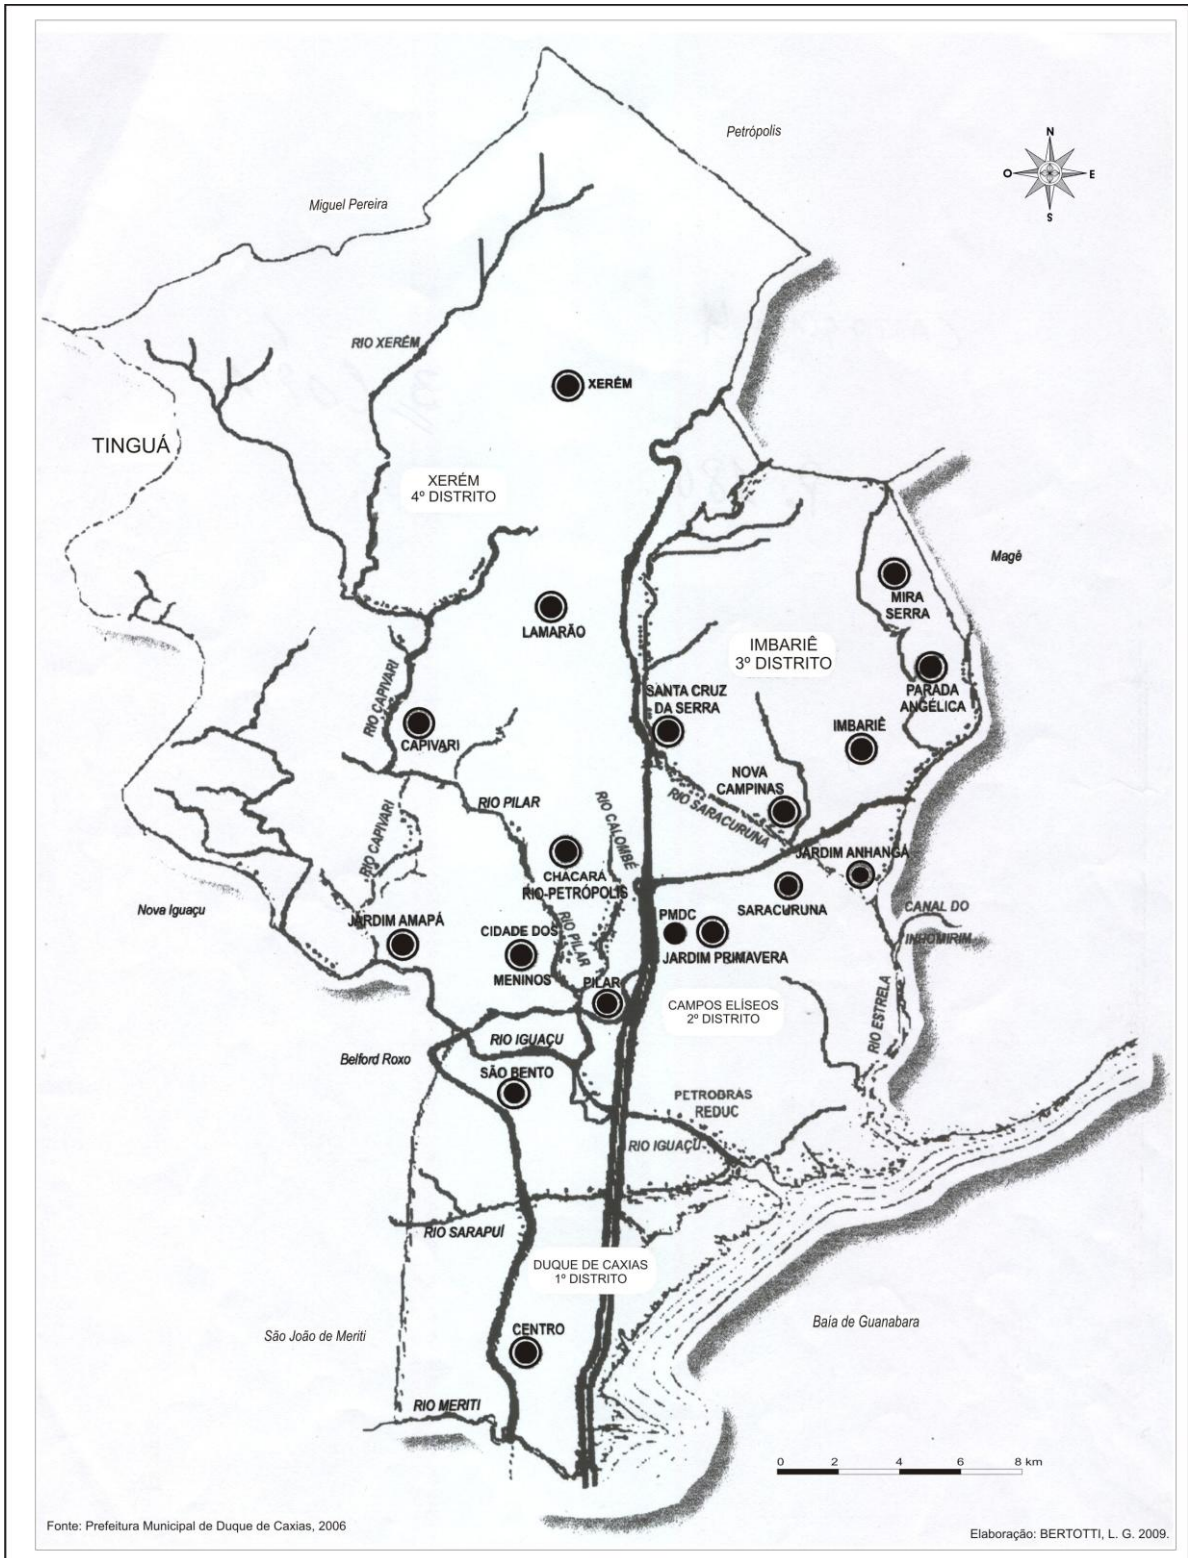 N
O
E
S
Petrópolis
Miguel Pereira
RIO XERÉM
XERÉM
TINGUÁ
XERÉM
4º DISTRITO
Magê
MIRA
SERRA
LAMARÃO
IMBARIÊ
3º DISTRITO
PARADA
ANGÉLICA
SANTA CRUZ
DA SERRA
RIO CAPIVARI
CAPIVARI
IMBARIÊ
NOVA
CAMPINAS
RIO PILAR
RIO CALOMBÉ
RIO SARACURUNA
RIO CAPIVARI
CHACARÁ
RIO-PETRÓPOLIS
JARDIM ANHANGÁ
SARACURUNA
Nova Iguaçu
JARDIM AMAPÁ
CIDADE DOS
MENINOS
RIO PILAR
PMDC
JARDIM PRIMAVERA
CANAL DO
INHOMIRIM
PILAR
CAMPOS ELÍSEOS
2º DISTRITO
RIO ESTRELA
RIO IGUAÇU
Belford Roxo
SÃO BENTO
PETROBRAS
REDUC
RIO IGUAÇU
RIO SARAPUÍ
DUQUE DE CAXIAS
1º DISTRITO
São João de Meriti
CENTRO
Baía de Guanabara
RIO MERITI
0 2 4 6 8 km
Fonte: Prefeitura Municipal de Duque de Caxias, 2006
Elaboração: BERTOTTI, L. G. 2009.